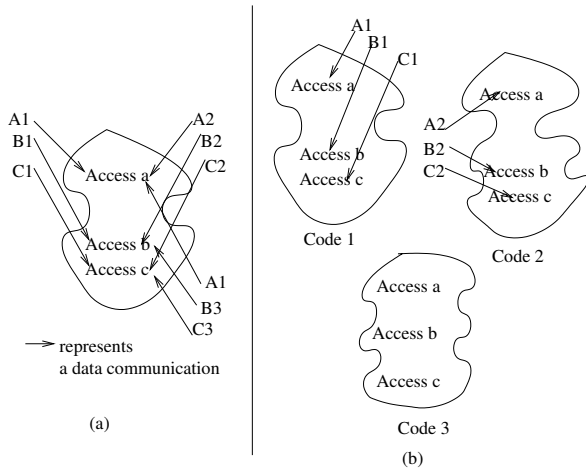 A1
B1
C1
A2
B2
C2
Access a
Access b
Access c
A1
B3
C3
represents
a data communication
(a)
A1
B1
C1
Access a
Access b
Access c
Code 1
A2
B2
C2
Access a
Access b
Access c
Code 2
Access a
Access b
Access c
Code 3
(b)